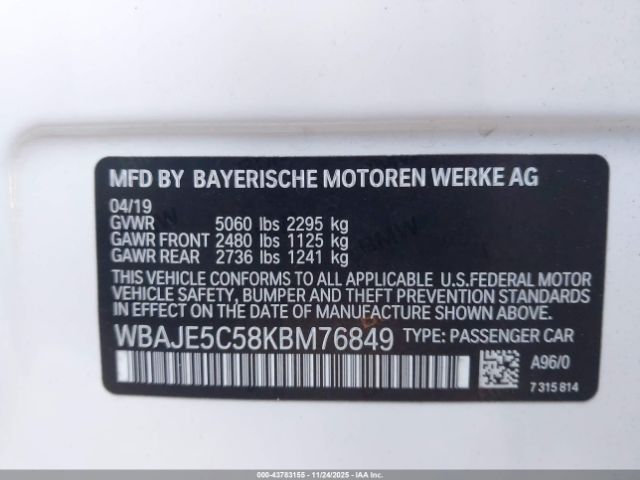 MFD BY BAYERISCHE MOTOREN WERKE AG
04/19
GVWR 5060 lbs 2295 kg
GAWR FRONT 2480 lbs 1125 kg
GAWR REAR 2736 lbs 1241 kg
THIS VEHICLE CONFORMS TO ALL APPLICABLE U.S.FEDERAL MOTOR
VEHICLE SAFETY, BUMPER AND THEFT PREVENTION STANDARDS
IN EFFECT ON THE DATE OF MANUFACTURE SHOWN ABOVE.
WBAJE5C58KBM76849 TYPE: PASSENGER CAR
A96/0
7 315 814
000-43783155 - 11/24/2025 - IAAI.com